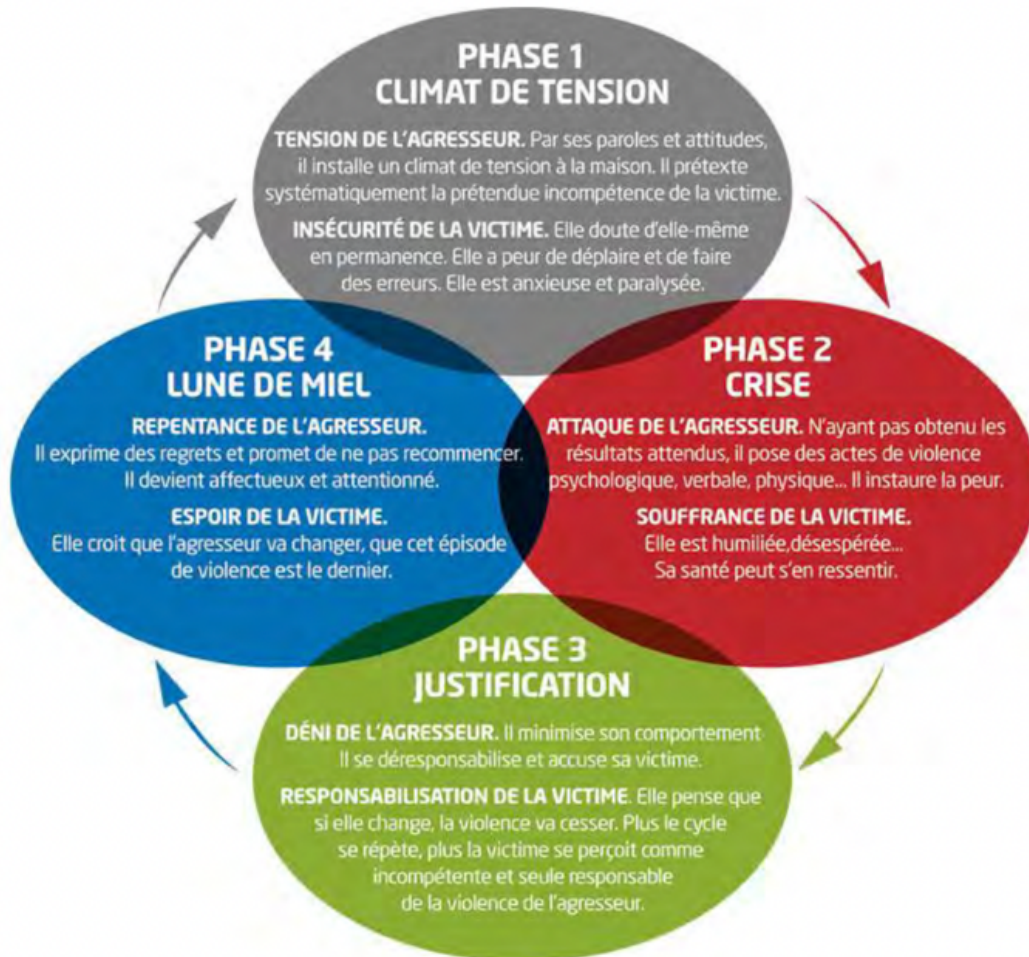 PHASE 1
CLIMAT DE TENSION
TENSION DE L'AGRESSEUR. Par ses paroles et attitudes,
il installe un climat de tension à la maison. Il prétexte
systématiquement la prétendue incompétence de la victime.
INSÉCURITÉ DE LA VICTIME. Elle doute d'elle-même
en permanence. Elle a peur de déplaire et de faire
des erreurs. Elle est anxieuse et paralysée.
PHASE 2
CRISE
ATTAQUE DE L'AGRESSEUR. N'ayant pas obtenu les
résultats attendus, il pose des actes de violence
psychologique, verbale, physique... Il instaure la peur.
SOUFFRANCE DE LA VICTIME.
Elle est humiliée,désespérée...
Sa santé peut s'en ressentir.
PHASE 3
JUSTIFICATION
DÉNI DE L'AGRESSEUR. Il minimise son comportement
Il se déresponsabilise et accuse sa victime.
RESPONSABILISATION DE LA VICTIME. Elle pense que
si elle change, la violence va cesser. Plus le cycle
se répète, plus la victime se perçoit comme
incompétente et seule responsable
de la violence de l'agresseur.
PHASE 4
LUNE DE MIEL
REPENTANCE DE L'AGRESSEUR.
Il exprime des regrets et promet de ne pas recommencer.
Il devient affectueux et attentionné.
ESPOIR DE LA VICTIME.
Elle croit que l'agresseur va changer, que cet épisode
de violence est le dernier.